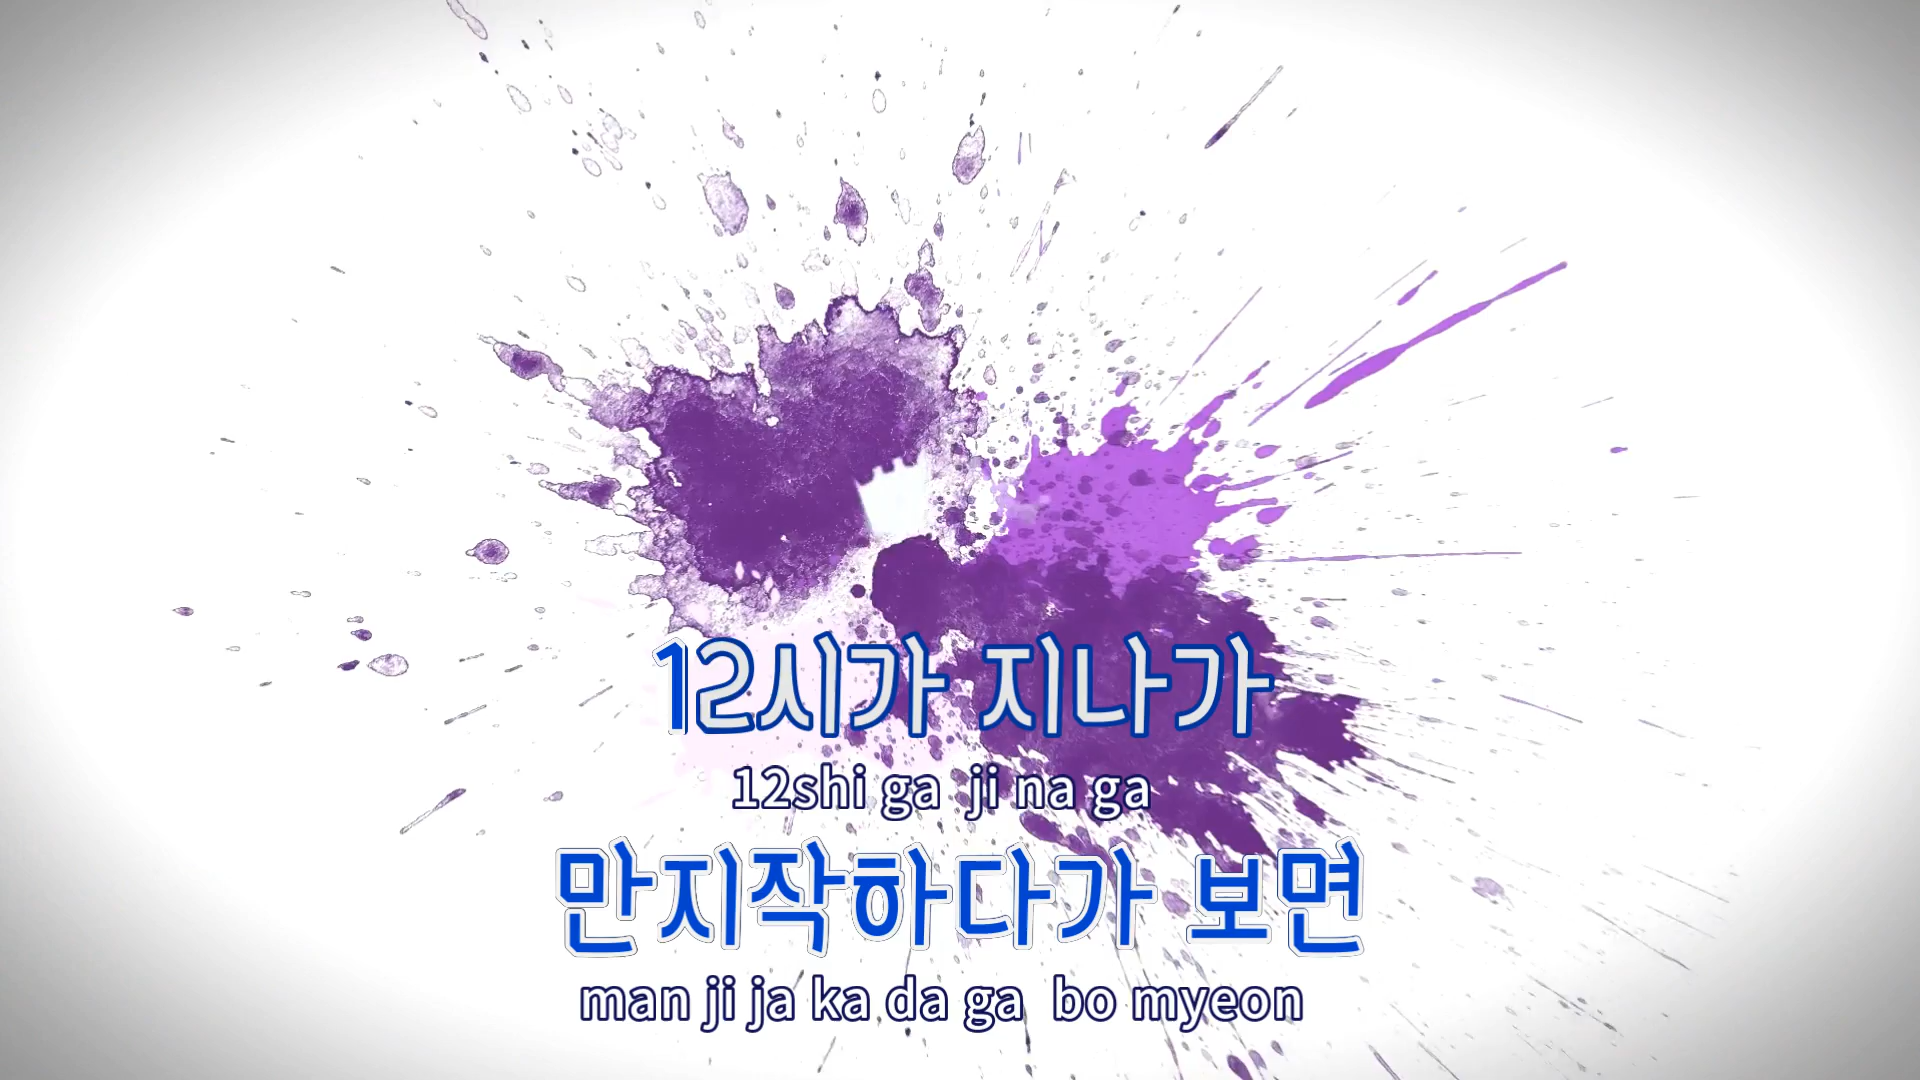 12시가 지나가
12shi ga ji na ga
만지작하다가 보면
man ji ja ka da ga bo myeon